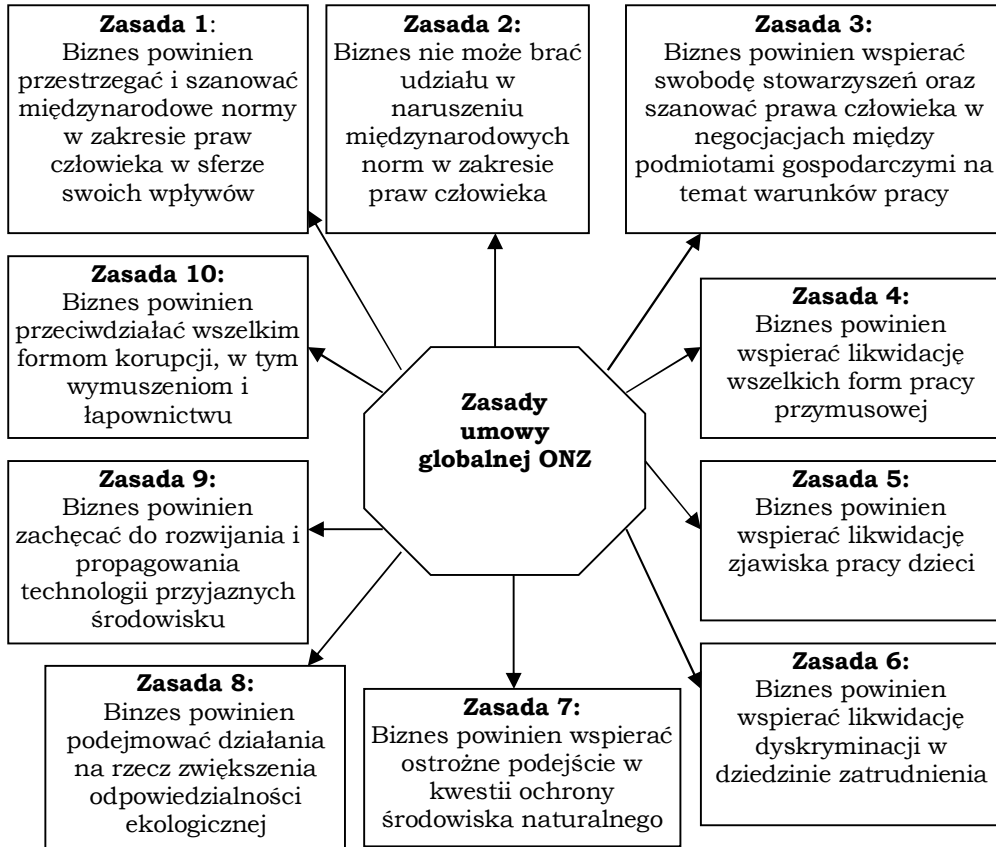 Zasada 1:
Biznes powinien
przestrzegać i szanować
międzynarodowe normy
w zakresie praw
człowieka w sferze
swoich wpływów
Zasada 2:
Biznes nie może brać
udziału w
naruszeniu
międzynarodowych
norm w zakresie
praw człowieka
Zasada 3:
Biznes powinien wspierać
swobodę stowarzyszeń oraz
szanować prawa człowieka w
negocjacjach między
podmiotami gospodarczymi na
temat warunków pracy
Zasada 10:
Biznes powinien
przeciwdziałać wszelkim
formom korupcji, w tym
wymuszeniom i
łapownictwu
Zasady
umowy
globalnej ONZ
Zasada 4:
Biznes powinien
wspierać likwidację
wszelkich form pracy
przymusowej
Zasada 9:
Biznes powinien
zachęcać do rozwijania i
propagowania
technologii przyjaznych
środowisku
Zasada 5:
Biznes powinien
wspierać likwidację
zjawiska pracy dzieci
Zasada 8:
Binzes powinien
podejmować działania
na rzecz zwiększenia
odpowiedzialności
ekologicznej
Zasada 7:
Biznes powinien wspierać
ostrożne podejście w
kwestii ochrony
środowiska naturalnego
Zasada 6:
Biznes powinien
wspierać likwidację
dyskryminacji w
dziedzinie zatrudnienia